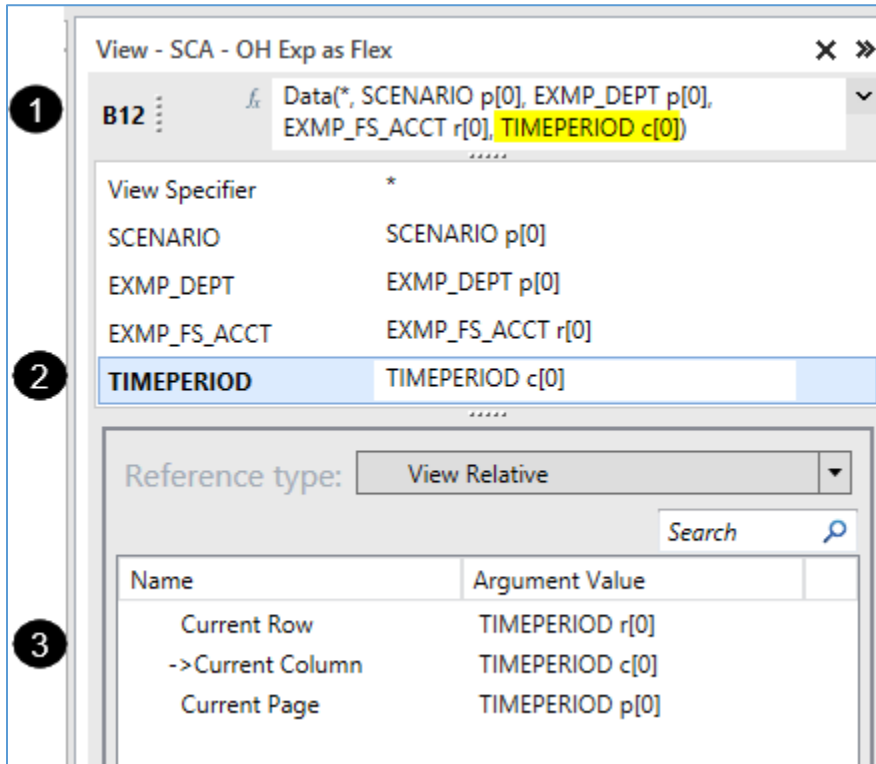 View - SCA - OH Exp as Flex
1
B12 fx Data(*, SCENARIO p[0], EXMP_DEPT p[0],
EXMP_FS_ACCT r[0], TIMEPERIOD c[0])
View Specifier *
SCENARIO SCENARIO p[0]
EXMP_DEPT EXMP_DEPT p[0]
EXMP_FS_ACCT EXMP_FS_ACCT r[0]
2 TIMEPERIOD TIMEPERIOD c[0]
Reference type: View Relative
Search
Name Argument Value
Current Row TIMEPERIOD r[0]
3
->Current Column TIMEPERIOD c[0]
Current Page TIMEPERIOD p[0]